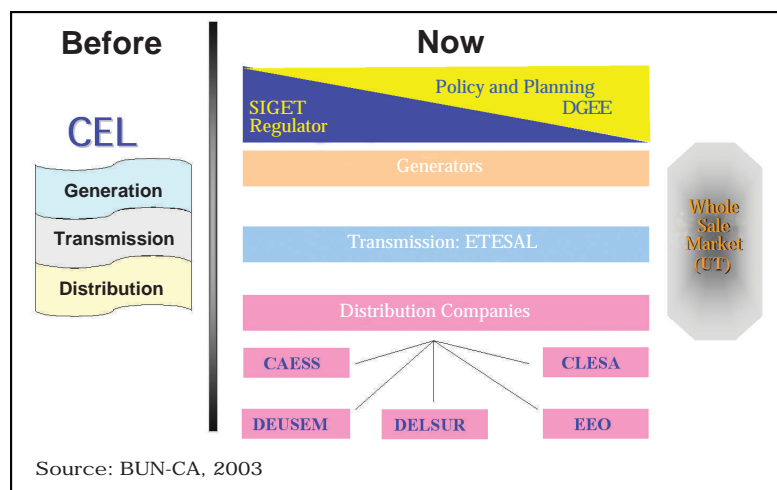 Before
Now
CEL
Generation
Transmission
Distribution
Policy and Planning
DGEE
SIGET
Regulator
Generators
Transmission: ETESAL
Distribution Companies
CAESS
CLESA
DEUSEM
DELSUR
EEO
Whole
Sale
Market
(UT)
Source: BUN-CA, 2003